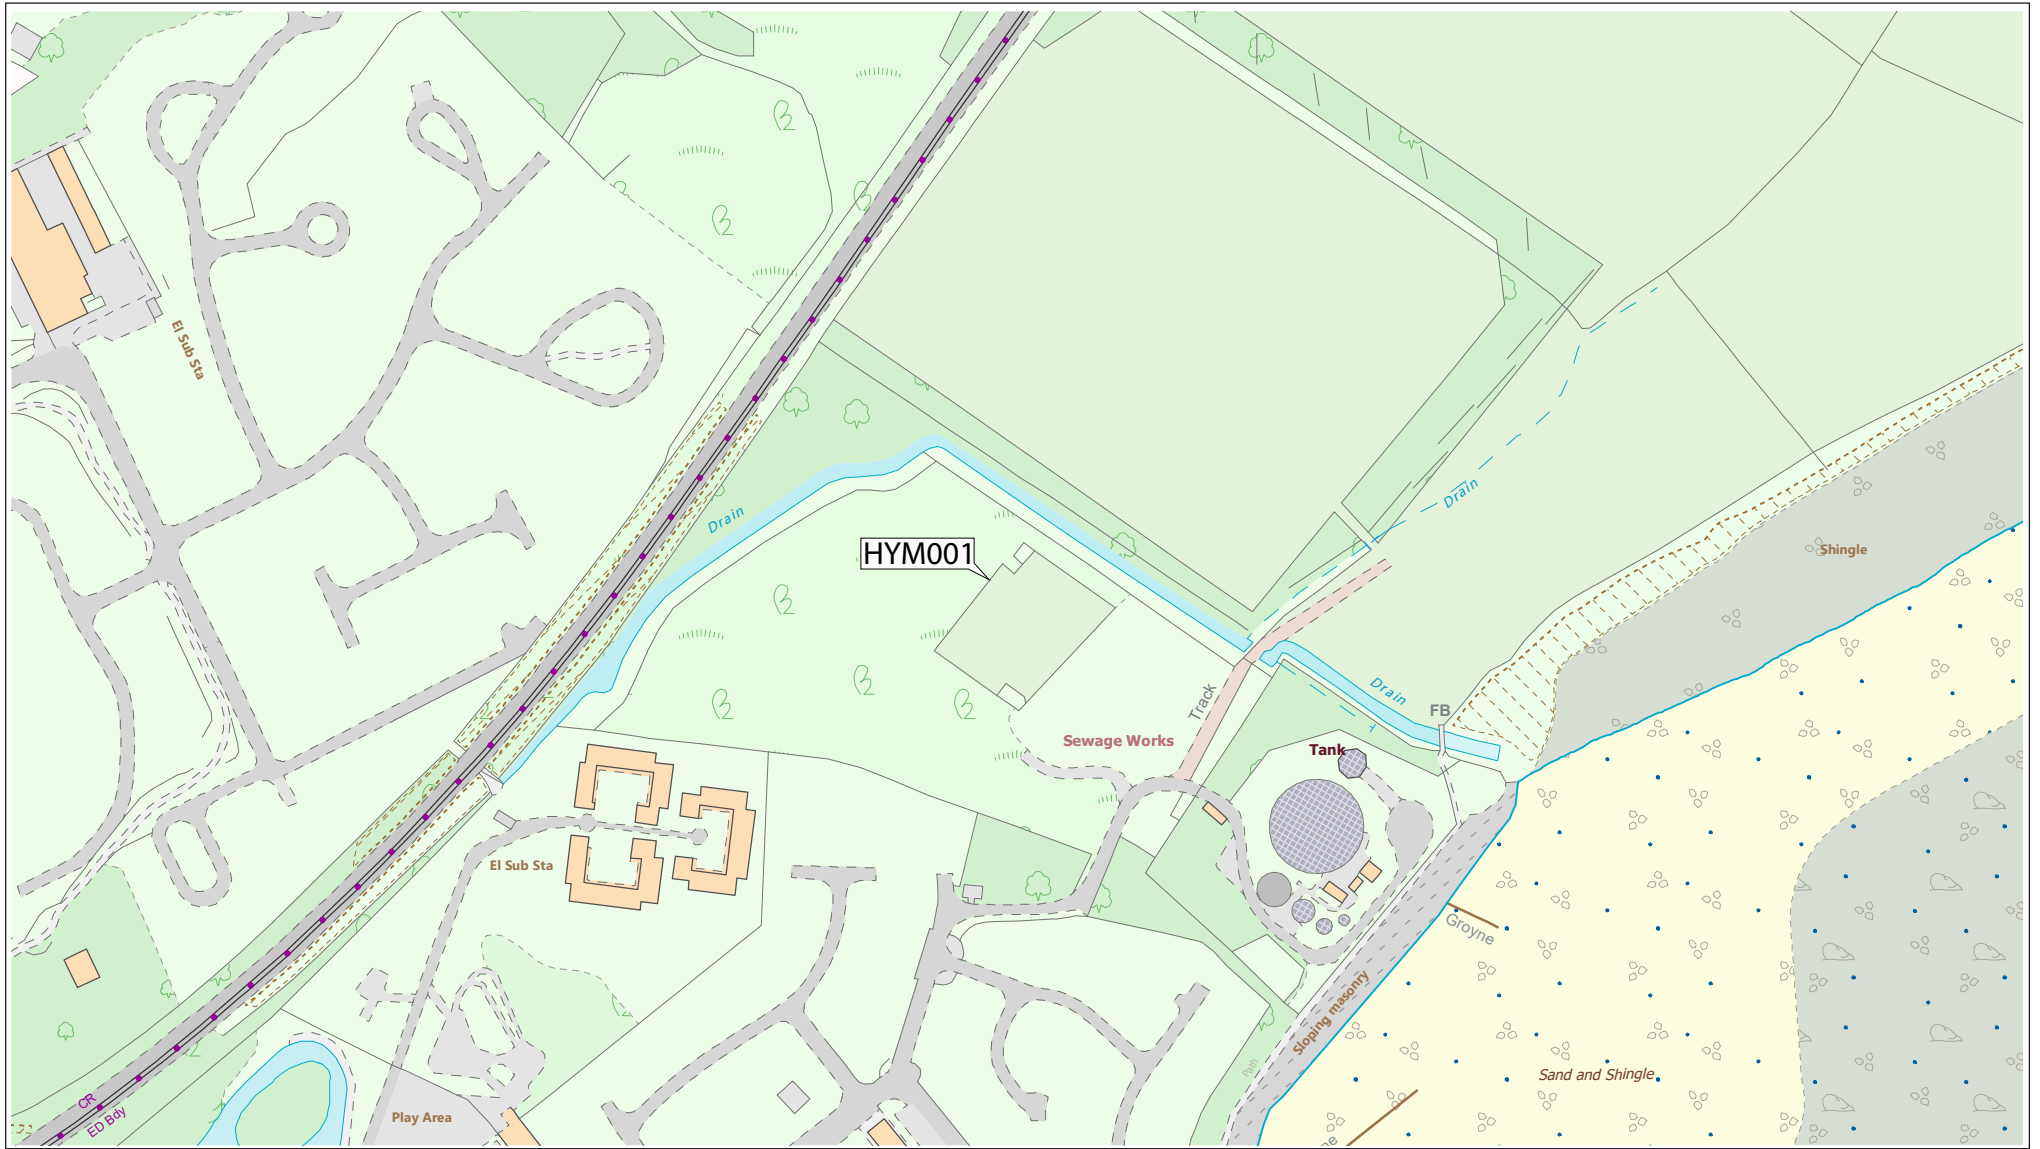 El Sub Sta
Drain
Drain
HYM001
Shingle
Track
Drain
FB
Sewage Works
Tank
El Sub Sta
Groyne
Sloping masonry
Path
Sand and Shingle
CR
ED Bdy
Play Area